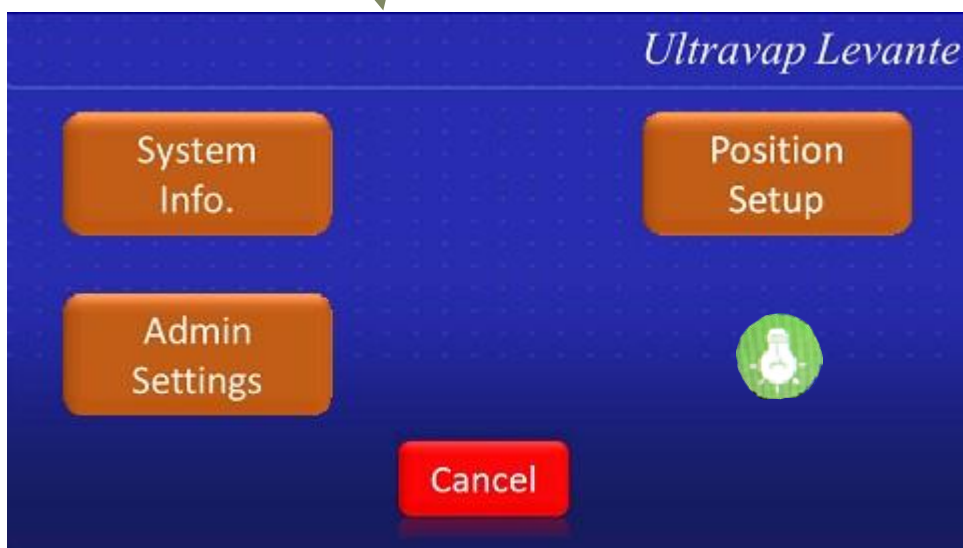 Ultravap Levante
System
Info.
Position
Setup
Admin
Settings
Cancel